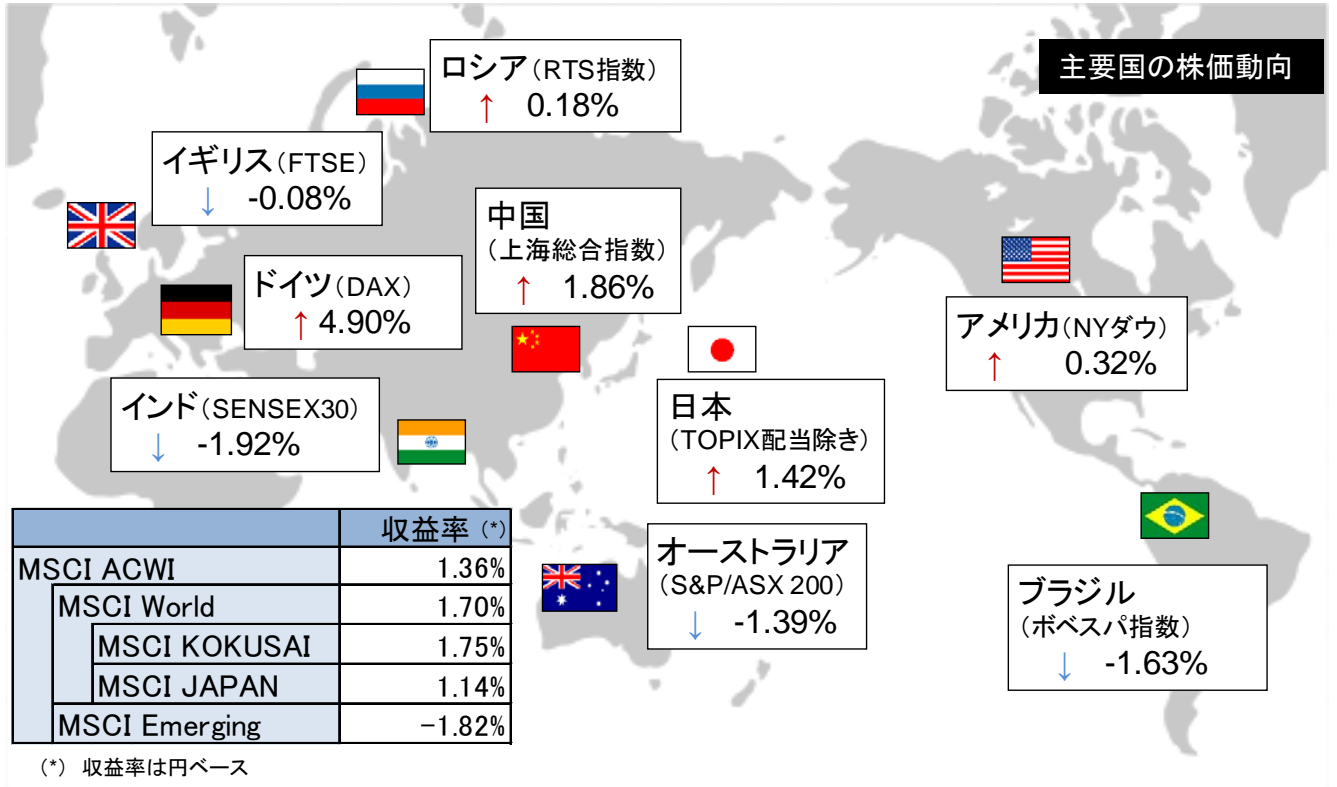 主要国の株価動向
ロシア（RTS指数）
↑ 0.18%
イギリス（FTSE）
↓ -0.08%
中国
（上海総合指数）
↑ 1.86%
ドイツ（DAX）
↑ 4.90%
アメリカ（NYダウ）
↑ 0.32%
インド（SENSEX30）
↓ -1.92%
日本
（TOPIX配当除き）
↑ 1.42%
オーストラリア
（S&P/ASX 200）
↓ -1.39%
ブラジル
（ボベスパ指数）
↓ -1.63%
収益率 (*)
MSCI ACWI 1.36%
MSCI World 1.70%
MSCI KOKUSAI 1.75%
MSCI JAPAN 1.14%
MSCI Emerging −1.82%
(*) 収益率は円ベース